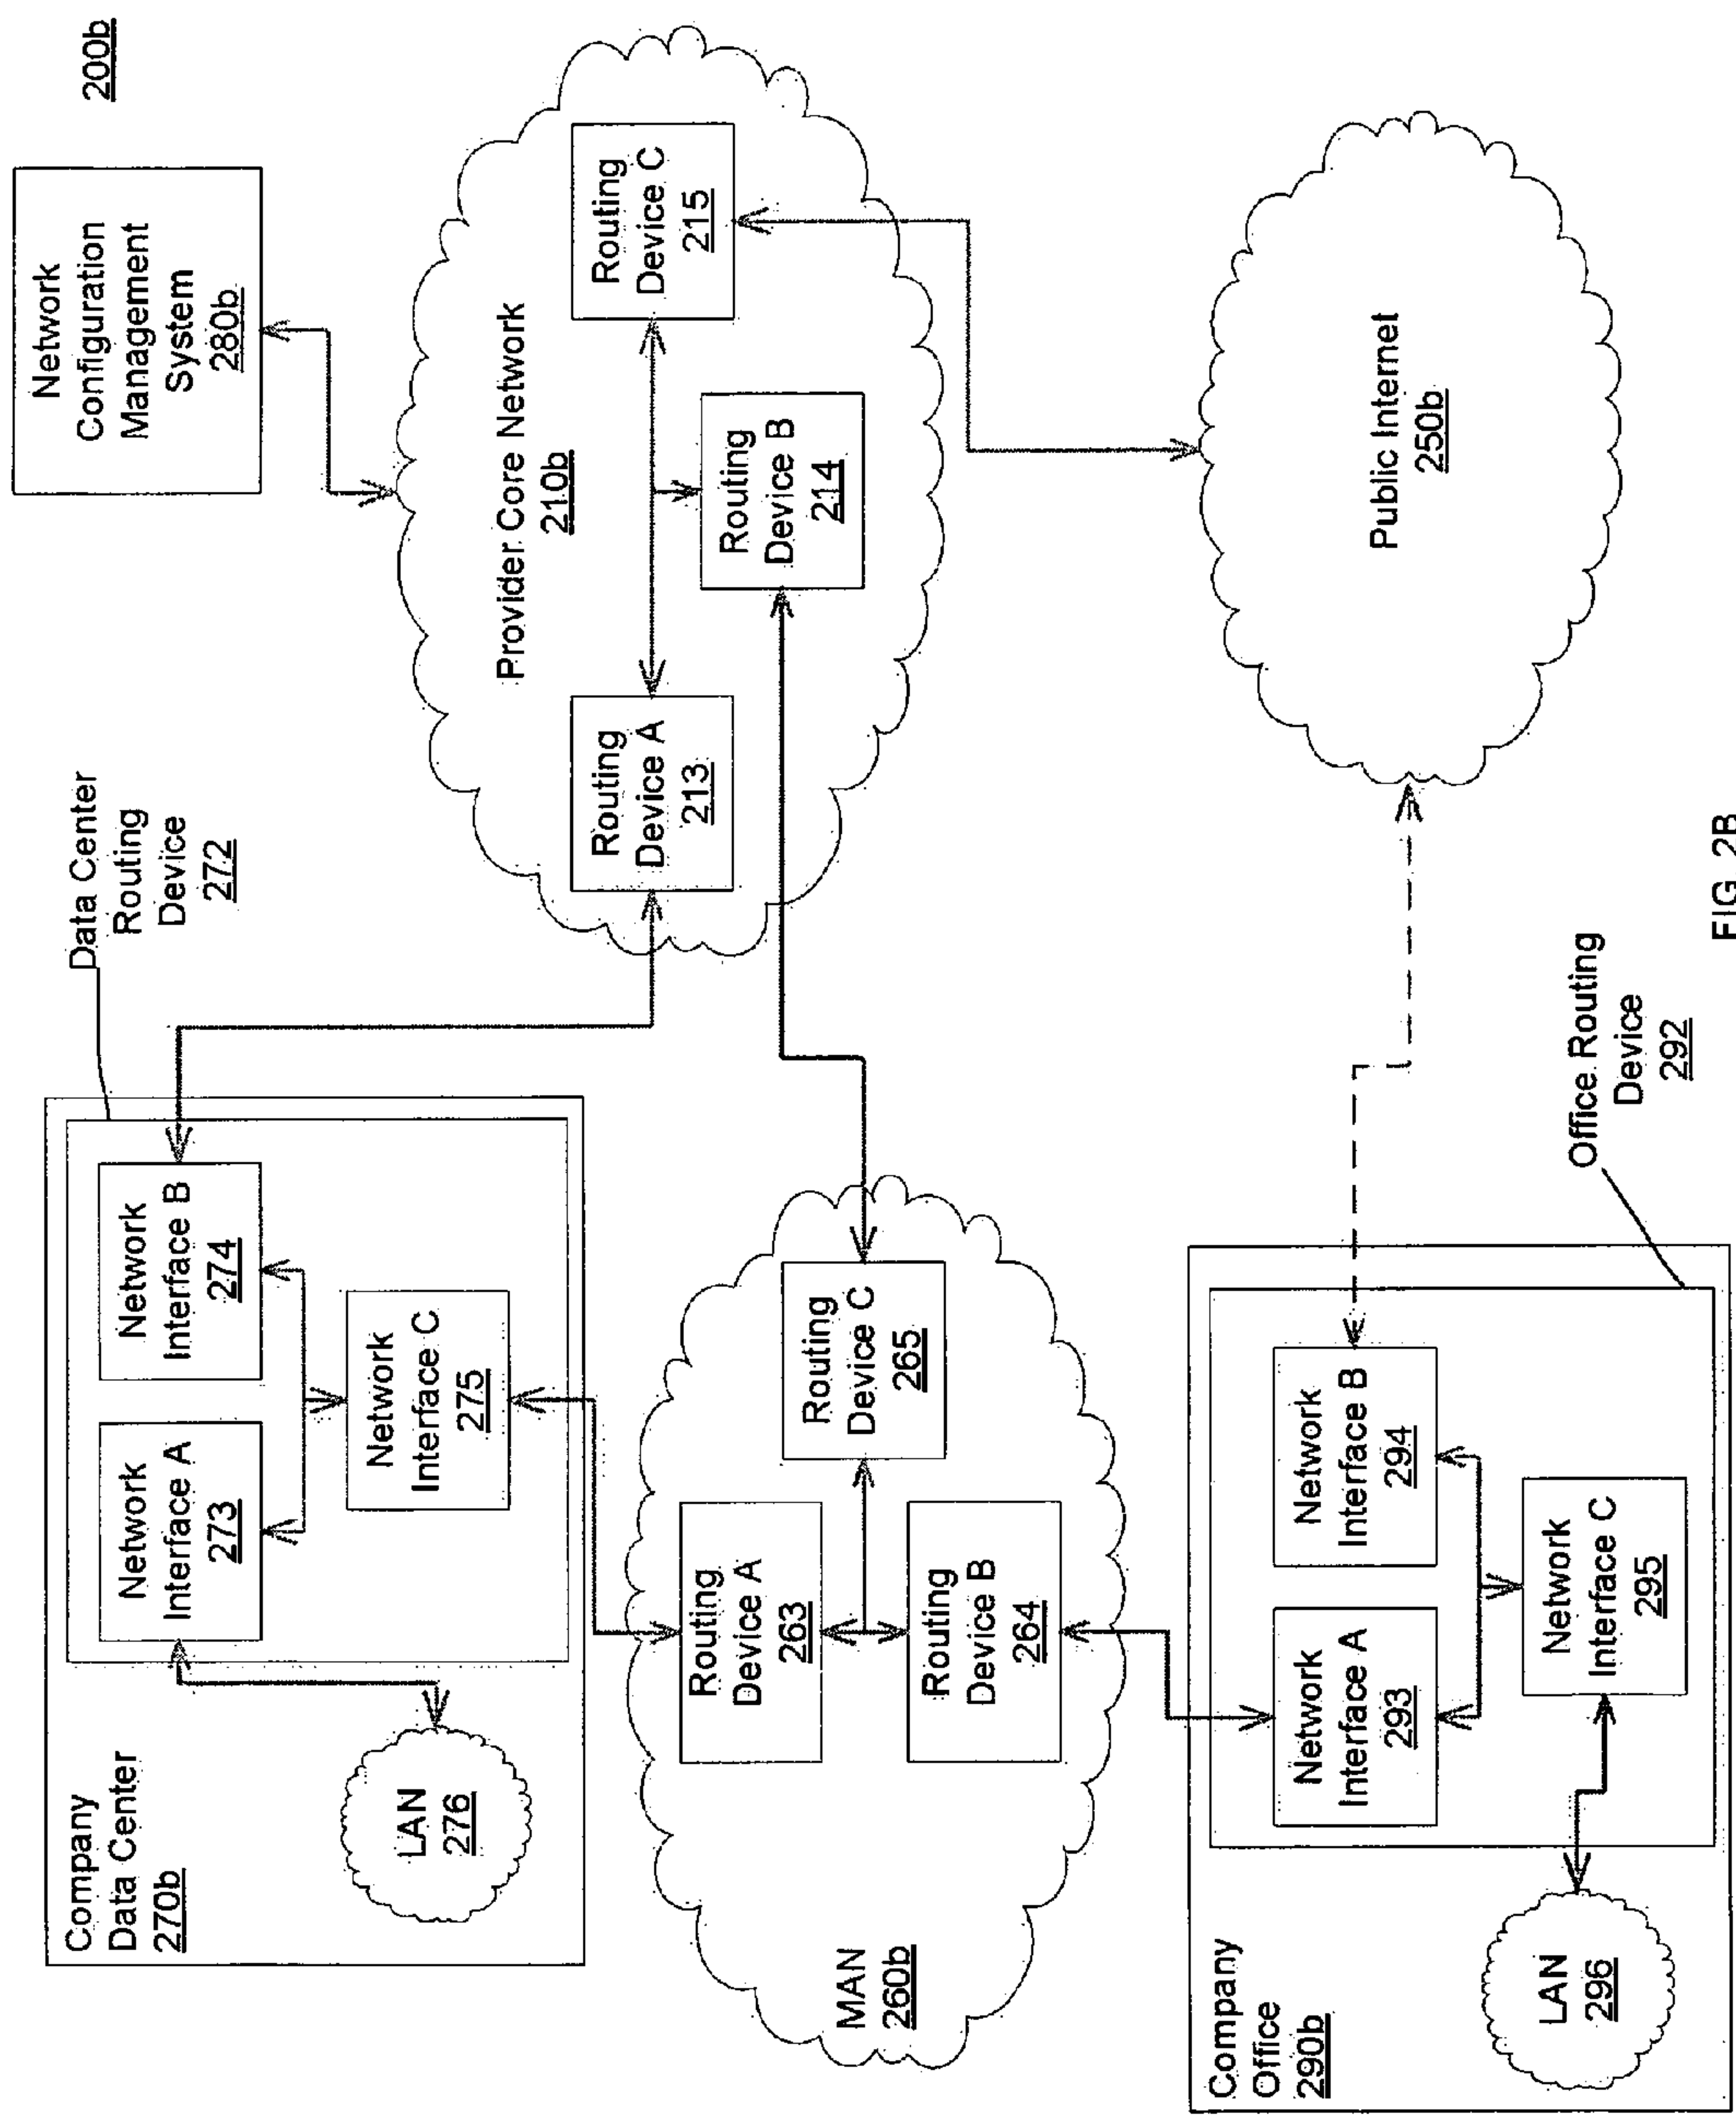 200b
Network
Configuration
Management
System
280b
Company
Data Center
270b
Network
Interface A
273
Network
Interface B
274
Network
Interface C
275
LAN
276
Data Center
Routing
Device
272
Provider Core Network
210b
Routing
Device A
213
Routing
Device B
214
Routing
Device C
215
MAN
260b
Routing
Device A
263
Routing
Device B
264
Routing
Device C
265
Public Internet
250b
Company
Office
290b
Network
Interface A
293
Network
Interface B
294
Network
Interface C
295
LAN
296
Office Routing
Device
292
FIG. 2B